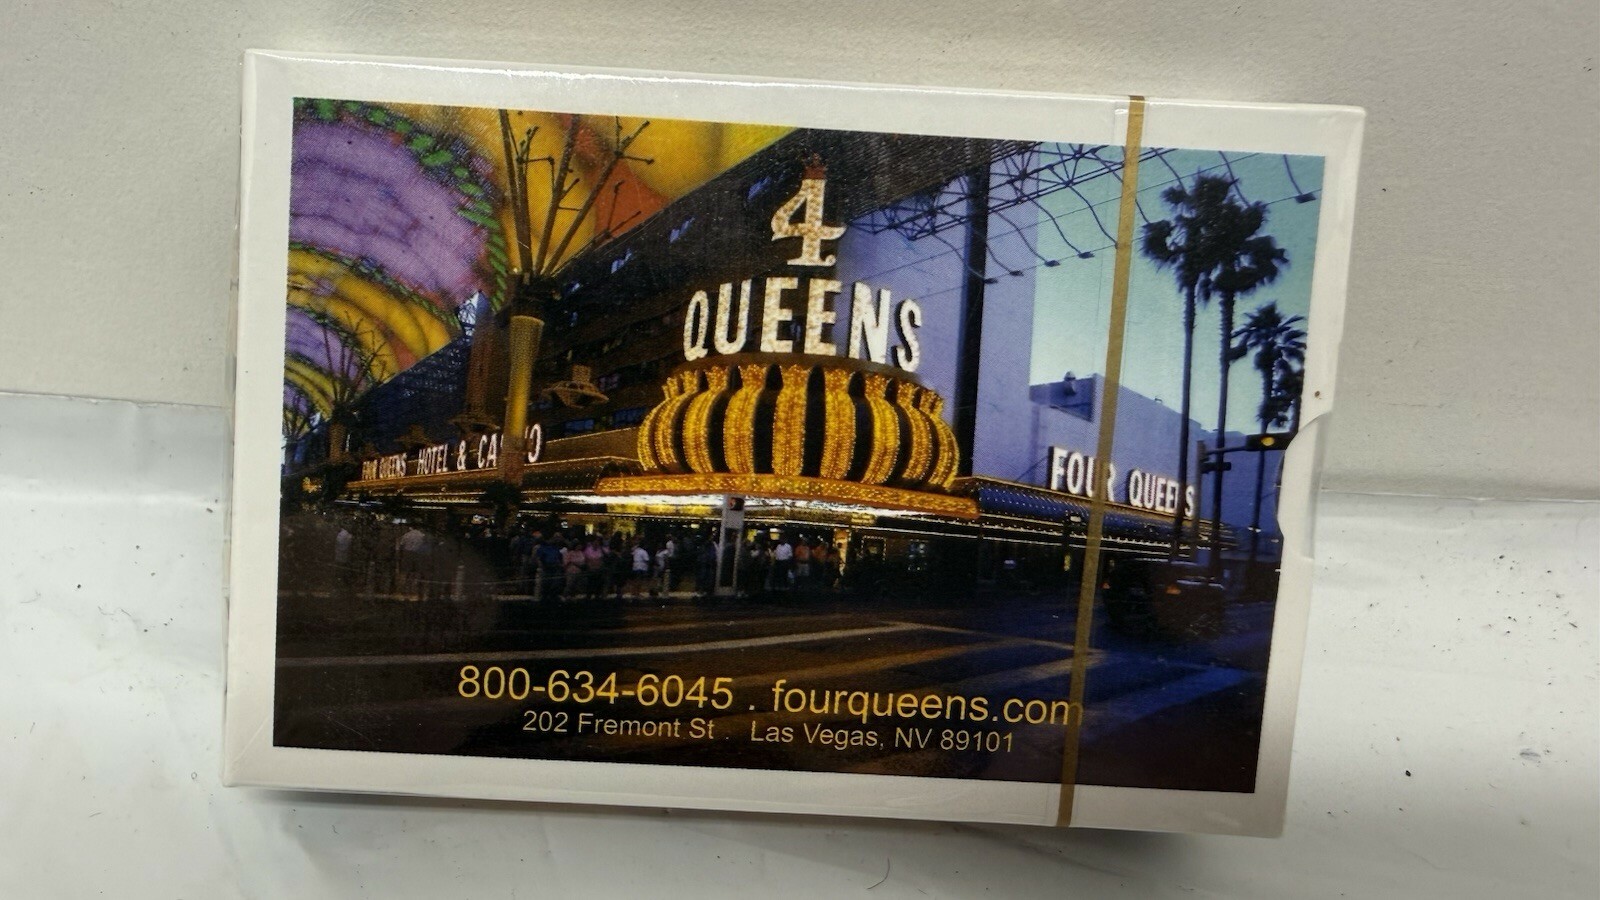 4
QUEENS
FOUR QUEENS HOTEL & CASINO
FOUR QUEENS
800-634-6045 . fourqueens.com
202 Fremont St . Las Vegas, NV 89101